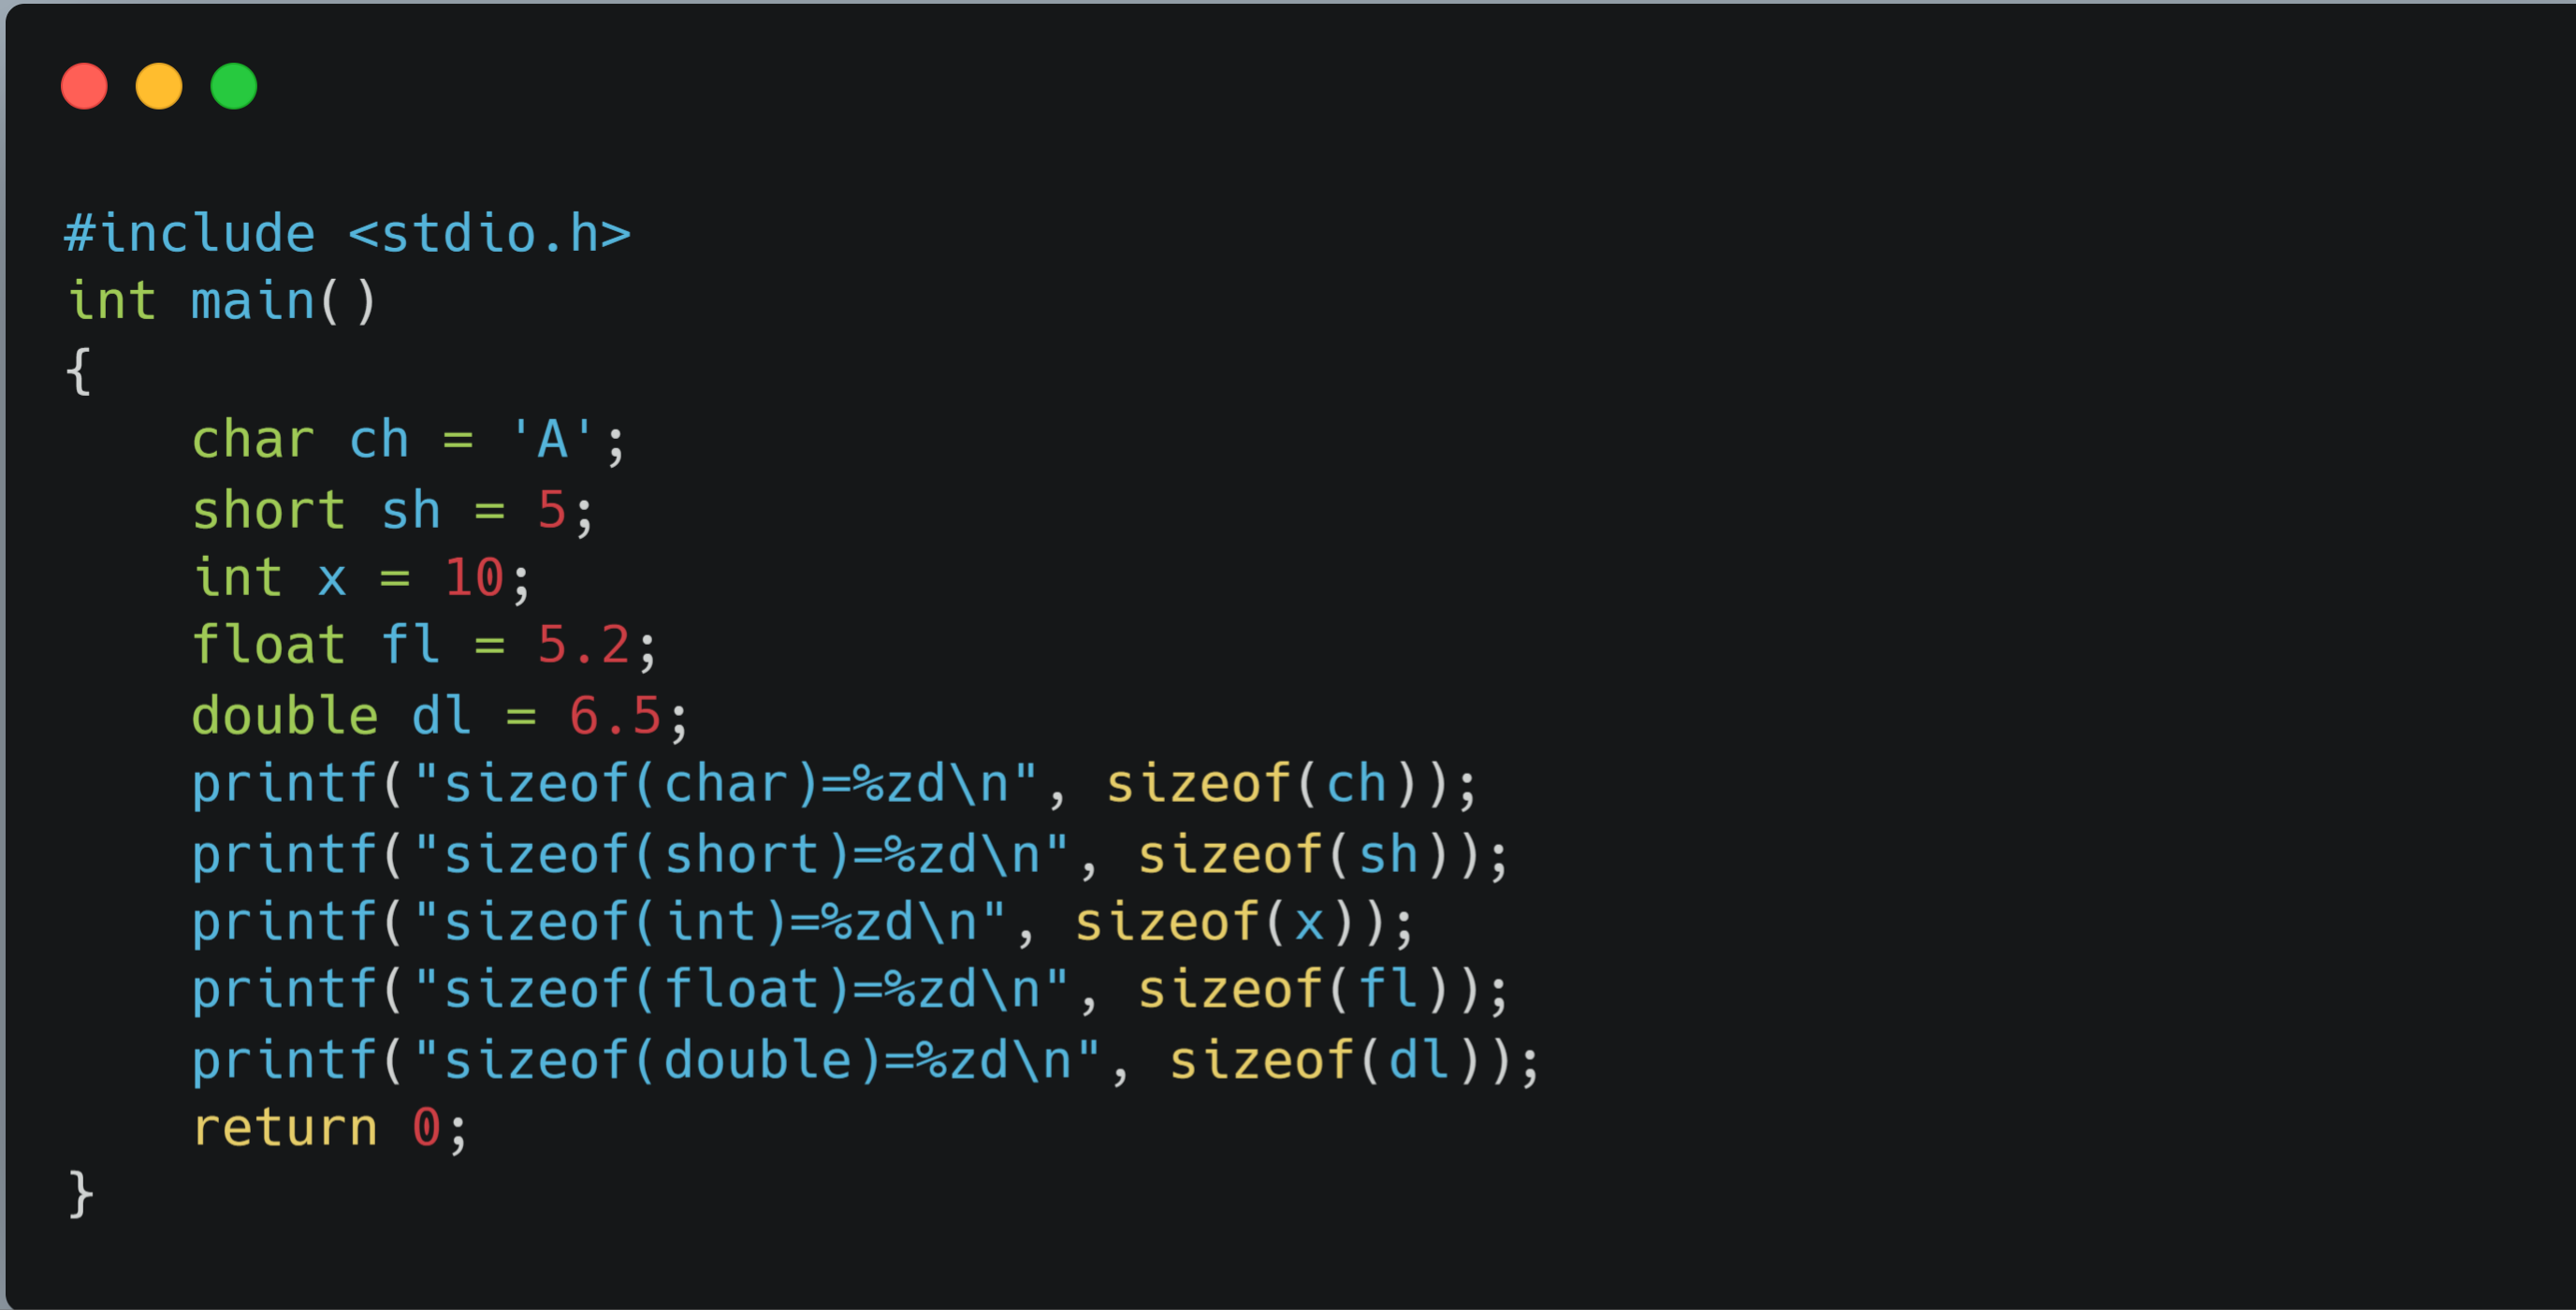 #include <stdio.h>
int main()
{
    char ch = 'A';
    short sh = 5;
    int x = 10;
    float fl = 5.2;
    double dl = 6.5;
    printf("sizeof(char)=%zd\n", sizeof(ch));
    printf("sizeof(short)=%zd\n", sizeof(sh));
    printf("sizeof(int)=%zd\n", sizeof(x));
    printf("sizeof(float)=%zd\n", sizeof(fl));
    printf("sizeof(double)=%zd\n", sizeof(dl));
    return 0;
}